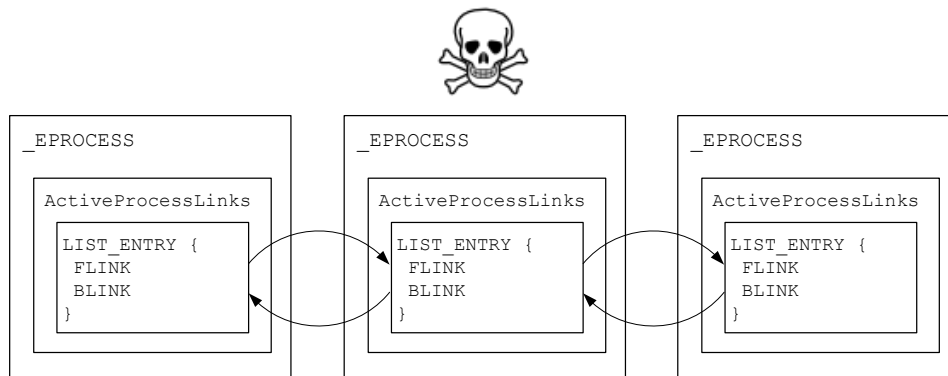 _EPROCESS
ActiveProcessLinks
LIST_ENTRY {
FLINK
BLINK
}
_EPROCESS
ActiveProcessLinks
LIST_ENTRY {
FLINK
BLINK
}
_EPROCESS
ActiveProcessLinks
LIST_ENTRY {
FLINK
BLINK
}